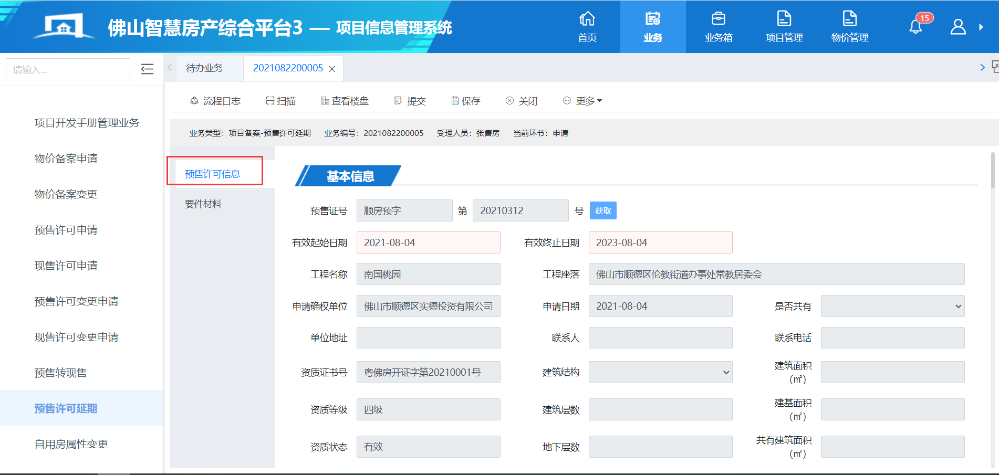 佛山智慧房产综合平台3 — 项目信息管理系统
首页
业务
业务箱
项目管理
物价管理
15
请输入...
待办业务
2021082200005
流程日志
扫描
查看楼盘
提交
保存
关闭
更多
业务类型：项目备案-预售许可延期 业务编号：2021082200005 受理人员：张售房 当前环节：申请
项目开发手册管理业务
物价备案申请
物价备案变更
预售许可申请
现售许可申请
预售许可变更申请
现售许可变更申请
预售转现售
预售许可延期
自用房属性变更
预售许可信息
要件材料
基本信息
预售证号 顺房预字 第 20210312 号 获取
有效起始日期 2021-08-04 有效终止日期 2023-08-04
工程名称 南国桃园 工程座落 佛山市顺德区伦教街道办事处常教居委会
申请确权单位 佛山市顺德区实德投资有限公司 申请日期 2021-08-04 是否共有
单位地址 联系人 联系电话
资质证书号 粤佛房开证字第20210001号 建筑结构 建筑面积
（㎡）
资质等级 四级 建筑层数 建基面积
（㎡）
资质状态 有效 地下层数 共有建筑面积
（㎡）